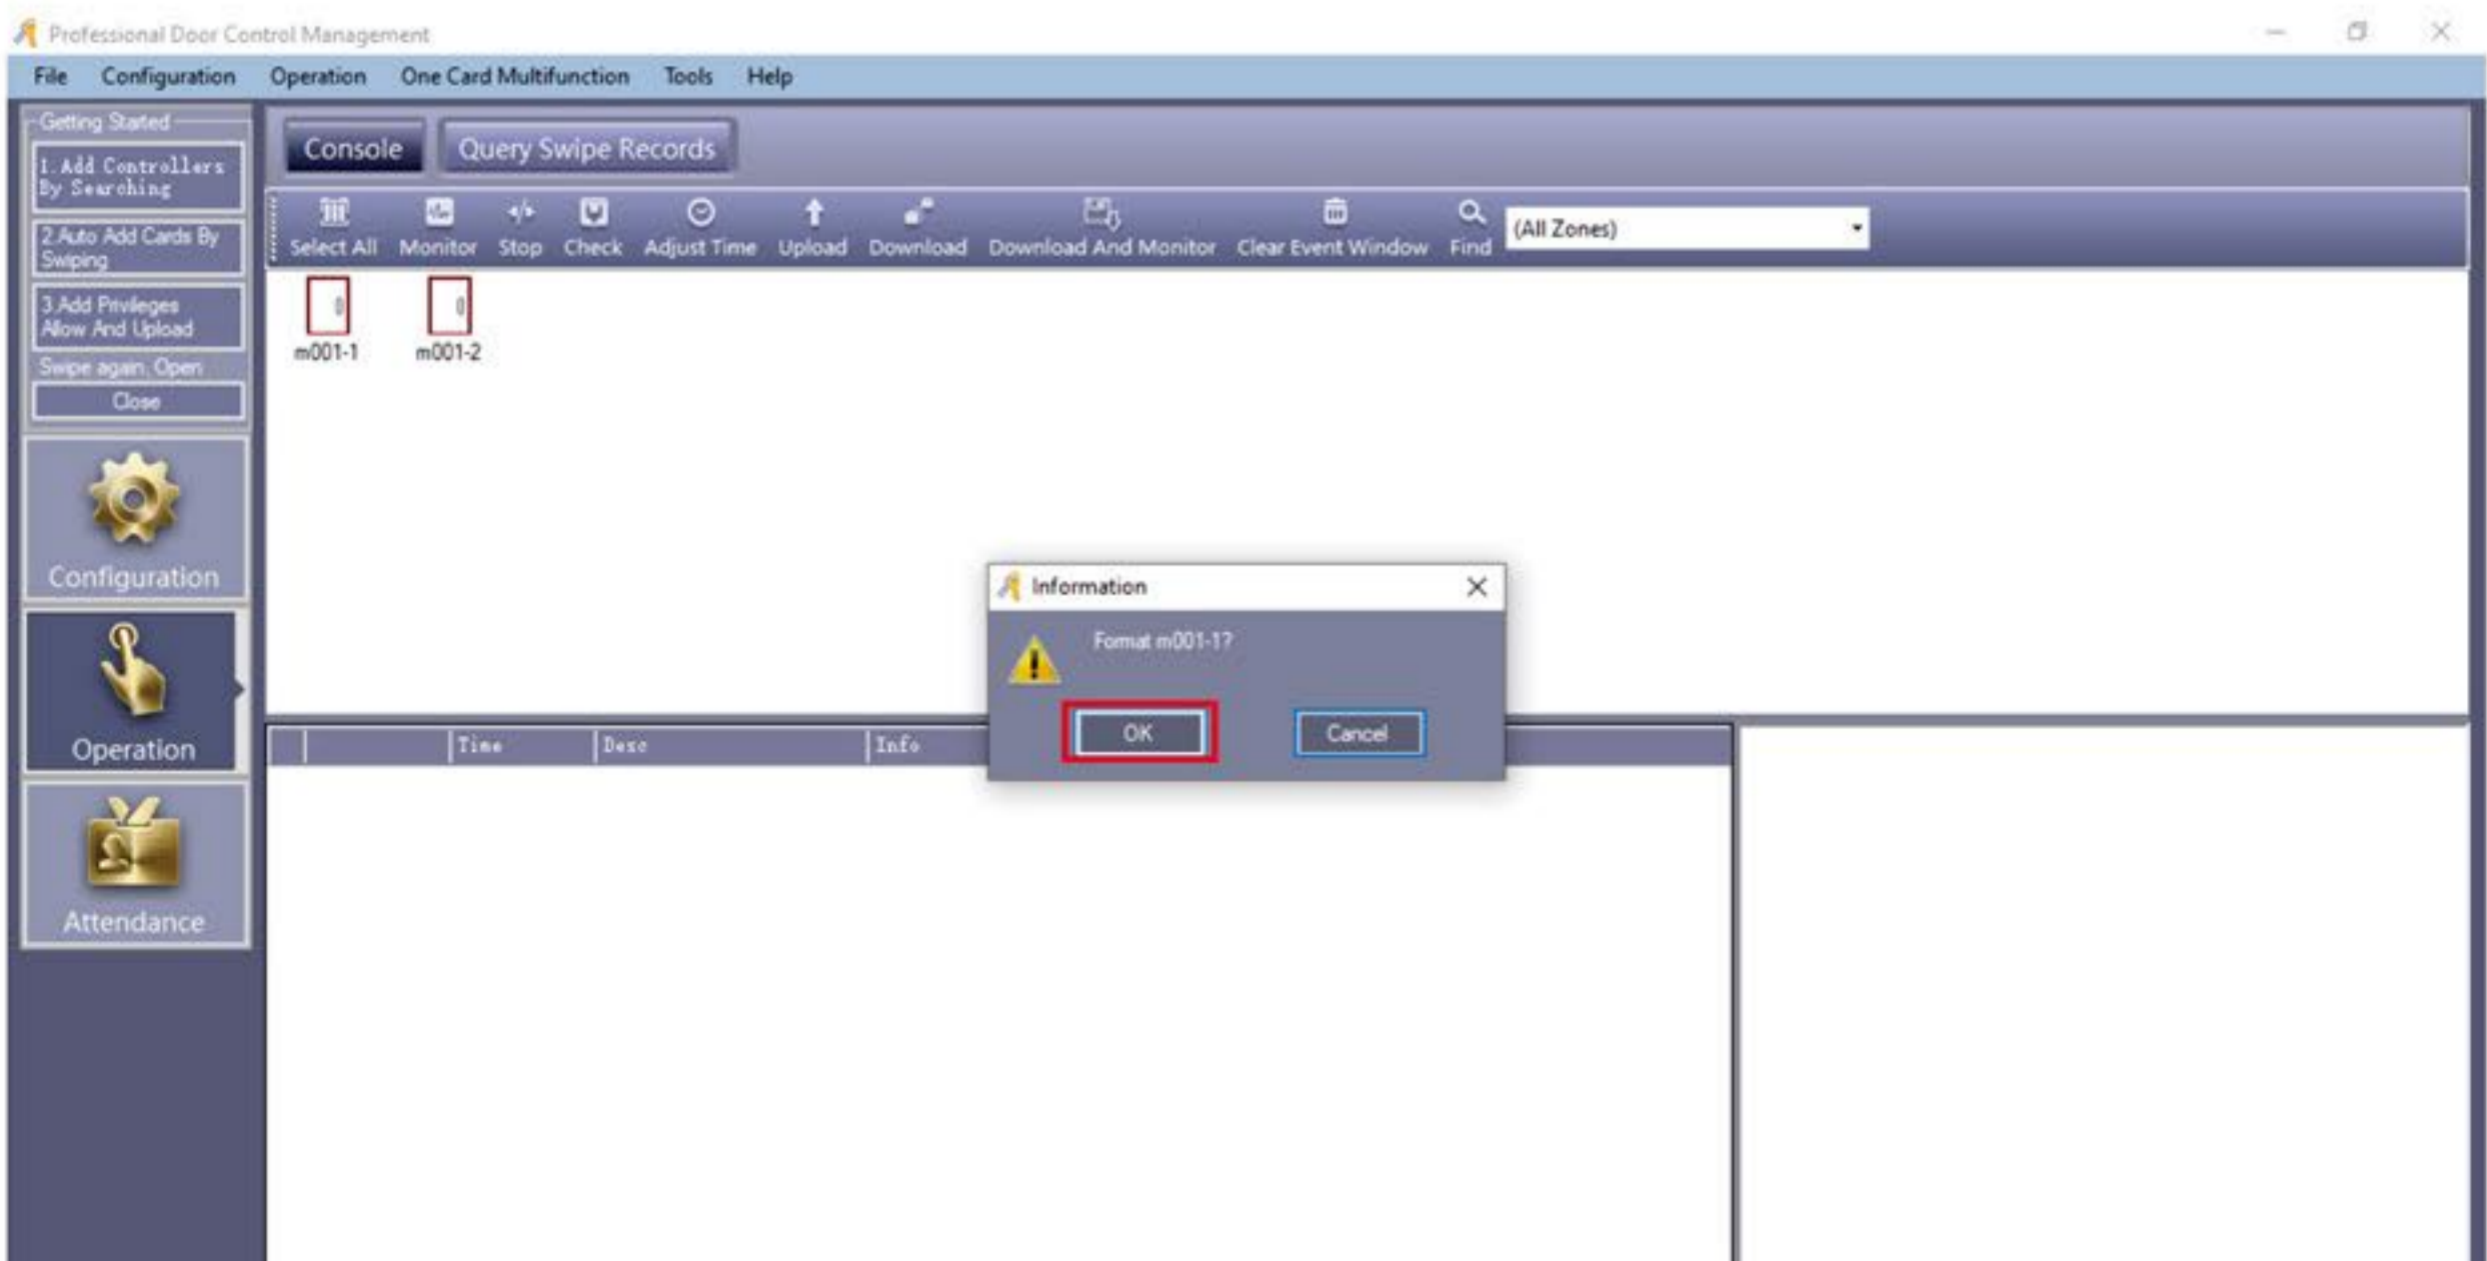 Professional Door Control Management
File Configuration Operation One Card Multifunction Tools Help
Getting Started
1. Add Controllers
By Searching
2.Auto Add Cards By
Swiping
3.Add Privileges
Allow And Upload
Swipe again, Open
Close
Configuration
Operation
Attendance
Console Query Swipe Records
Select All Monitor Stop Check Adjust Time Upload Download Download And Monitor Clear Event Window Find (All Zones)
m001-1 m001-2
Information
Format m001-1?
OK Cancel
Time Desc Info